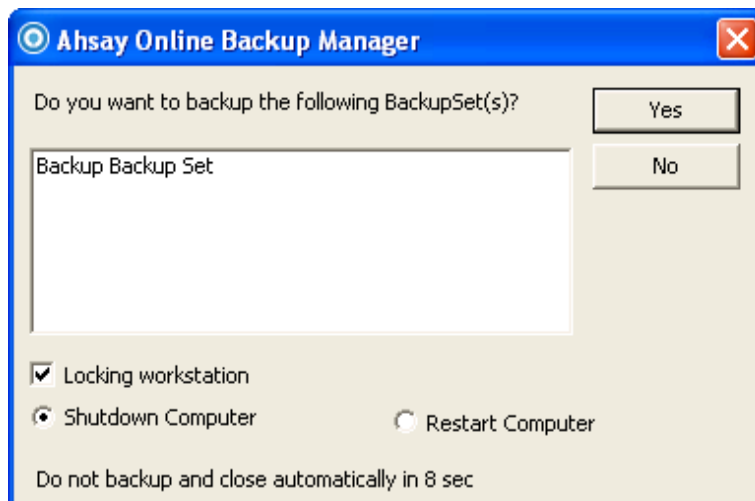 Ahsay Online Backup Manager
Do you want to backup the following BackupSet(s)?
Yes
No
Backup Backup Set
Locking workstation
Shutdown Computer
Restart Computer
Do not backup and close automatically in 8 sec